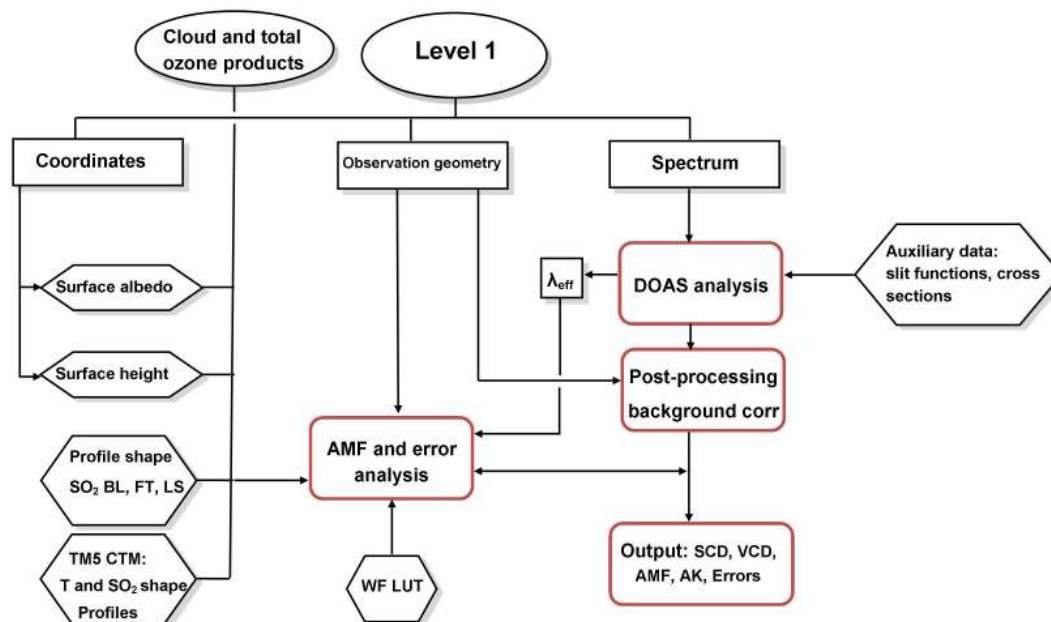 Cloud and total
ozone products
Level 1
Coordinates
Observation geometry
Spectrum
Surface albedo
λeff
DOAS analysis
Auxiliary data:
slit functions, cross
sections
Surface height
Post-processing
background corr
AMF and error
analysis
Profile shape
SO₂ BL, FT, LS
TM5 CTM:
T and SO₂ shape
Profiles
WF LUT
Output: SCD, VCD,
AMF, AK, Errors